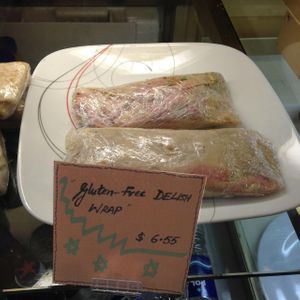 "Gluten-Free DELISH
WRAP"
$ 6.55